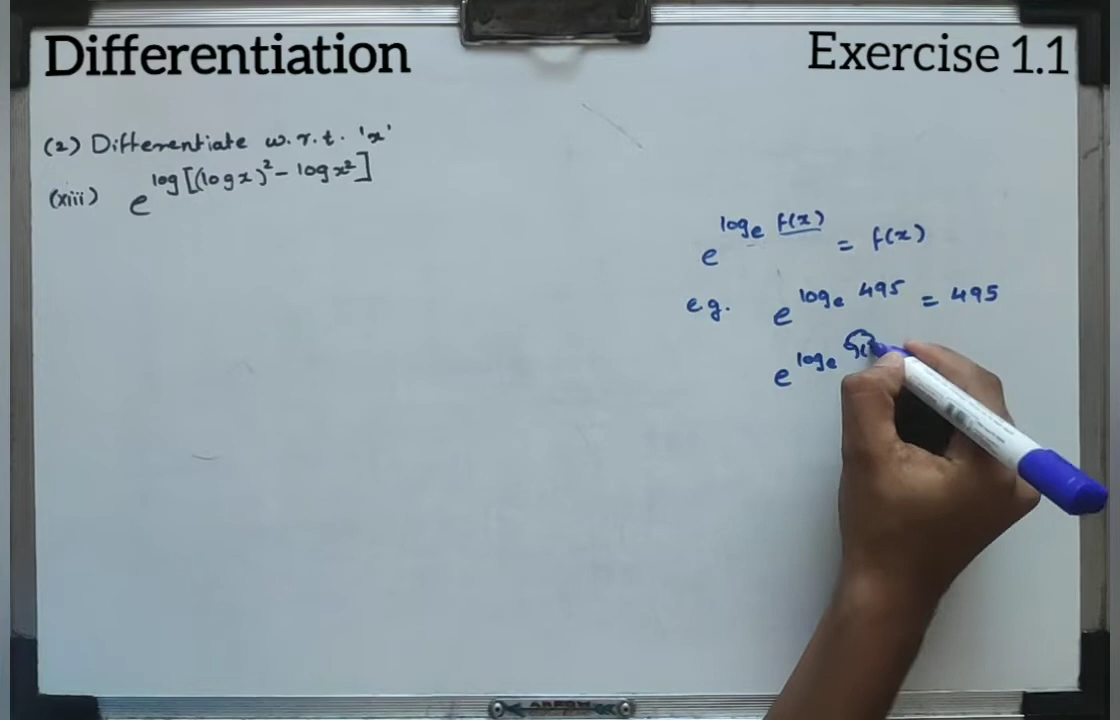 Differentiation
Exercise 1.1
(2) Differentiate w.r.t. 'x'
(xiii) e^log[(log x)² - log x²]
e^logₑ f(x) = f(x)
e.g. e^logₑ 495 = 495
e^logₑ